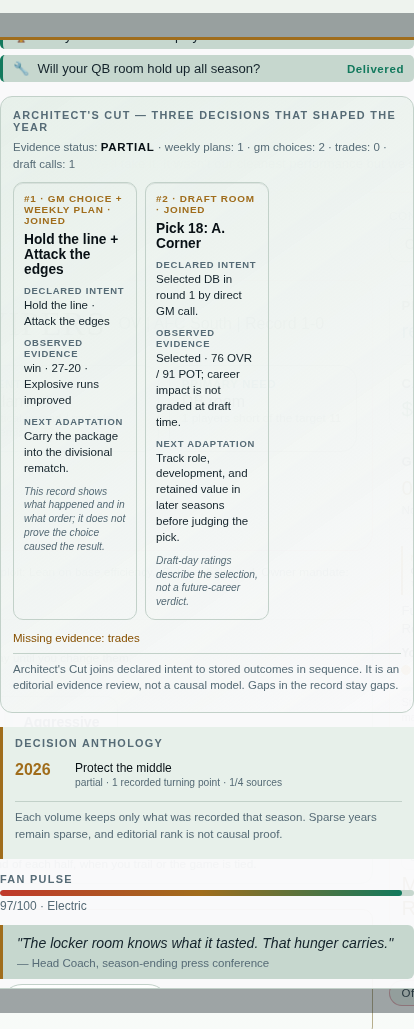 Will your QB room hold up all season?
Delivered
ARCHITECT'S CUT — THREE DECISIONS THAT SHAPED THE
YEAR
Evidence status: PARTIAL · weekly plans: 1 · gm choices: 2 · trades: 0 ·
draft calls: 1
#1 · GM CHOICE +
WEEKLY PLAN ·
JOINED
Hold the line +
Attack the
edges
DECLARED INTENT
Hold the line ·
Attack the edges
OBSERVED
EVIDENCE
win · 27-20 ·
Explosive runs
improved
NEXT ADAPTATION
Carry the package
into the divisional
rematch.
This record shows
what happened and in
what order; it does not
prove the choice
caused the result.
#2 · DRAFT ROOM
· JOINED
Pick 18: A.
Corner
DECLARED INTENT
Selected DB in
round 1 by direct
GM call.
OBSERVED
EVIDENCE
Selected · 76 OVR
/ 91 POT; career
impact is not
graded at draft
time.
NEXT ADAPTATION
Track role,
development, and
retained value in
later seasons
before judging the
pick.
Draft-day ratings
describe the selection,
not a future-career
verdict.
Missing evidence: trades
Architect's Cut joins declared intent to stored outcomes in sequence. It is an
editorial evidence review, not a causal model. Gaps in the record stay gaps.
Aggressive
DECISION ANTHOLOGY
2026
Protect the middle
partial · 1 recorded turning point · 1/4 sources
Each volume keeps only what was recorded that season. Sparse years
remain sparse, and editorial rank is not causal proof.
FAN PULSE
97/100 · Electric
"The locker room knows what it tasted. That hunger carries."
— Head Coach, season-ending press conference